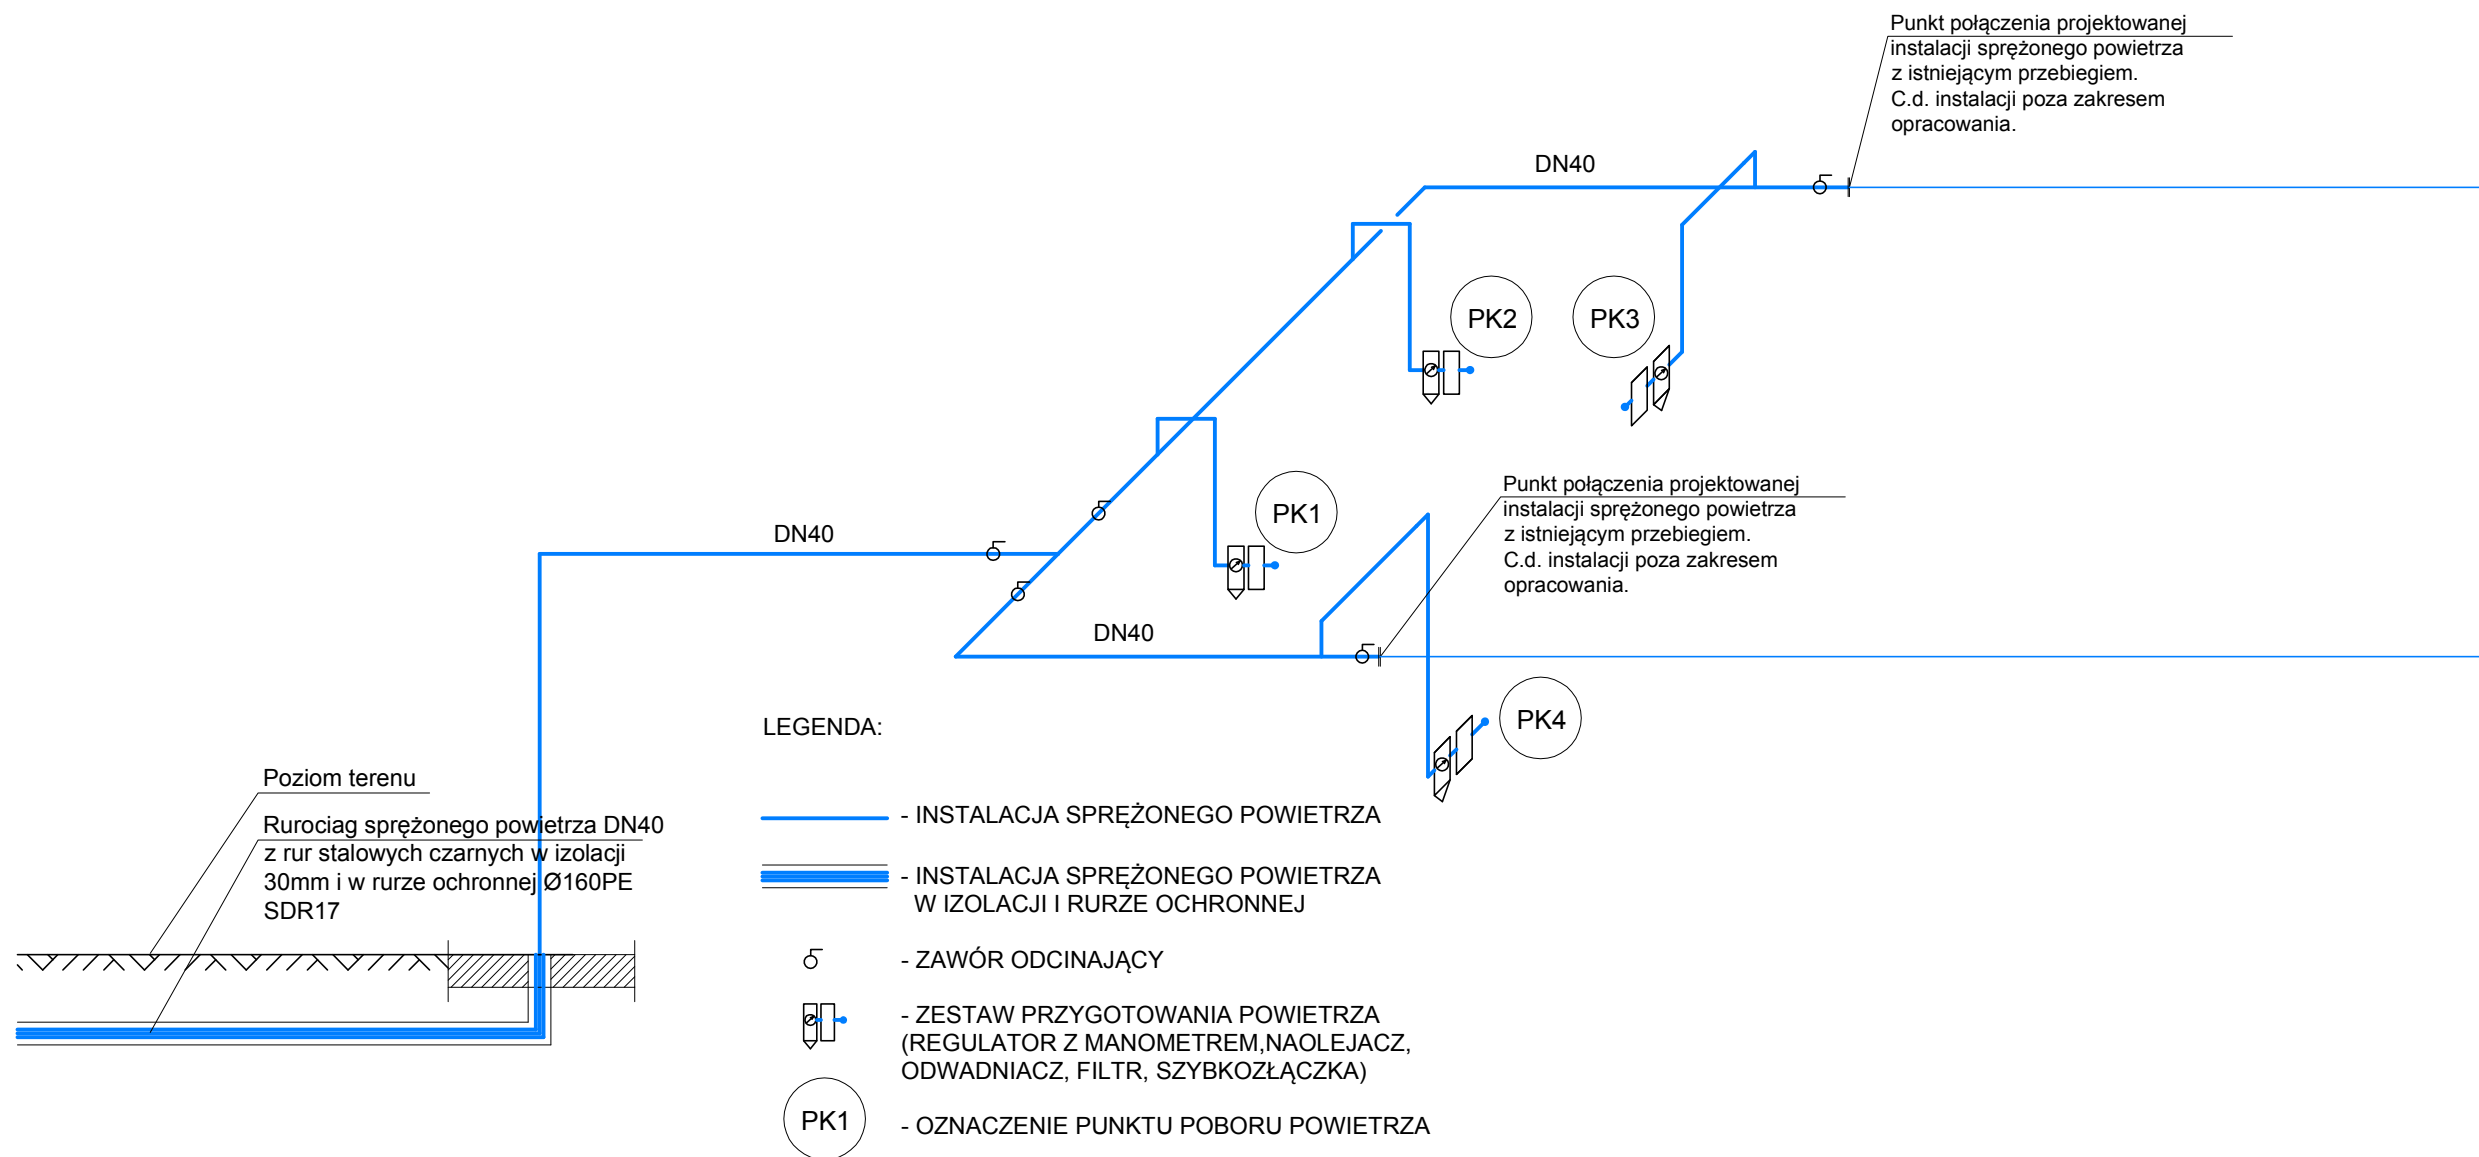 Punkt połączenia projektowanej
instalacji sprężonego powietrza
z istniejącym przebiegiem.
C.d. instalacji poza zakresem
opracowania.
DN40
PK2
PK3
Punkt połączenia projektowanej
instalacji sprężonego powietrza
z istniejącym przebiegiem.
C.d. instalacji poza zakresem
opracowania.
PK1
DN40
DN40
PK4
LEGENDA:
Poziom terenu
Rurociag sprężonego powietrza DN40
z rur stalowych czarnych w izolacji
30mm i w rurze ochronnej Ø160PE
SDR17
- INSTALACJA SPRĘŻONEGO POWIETRZA
- INSTALACJA SPRĘŻONEGO POWIETRZA
W IZOLACJI I RURZE OCHRONNEJ
- ZAWÓR ODCINAJĄCY
- ZESTAW PRZYGOTOWANIA POWIETRZA
(REGULATOR Z MANOMETREM,NAOLEJACZ,
ODWADNIACZ, FILTR, SZYBKOZŁĄCZKA)
PK1
- OZNACZENIE PUNKTU POBORU POWIETRZA